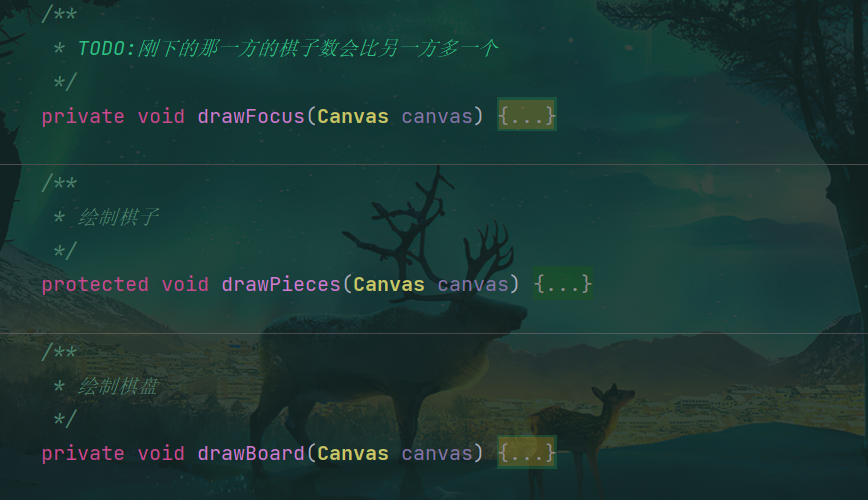 /**
* TODO:刚下的那一方的棋子数会比另一方多一个
*/
private void drawFocus(Canvas canvas) {...}
/**
* 绘制棋子
*/
protected void drawPieces(Canvas canvas) {...}
/**
* 绘制棋盘
*/
private void drawBoard(Canvas canvas) {...}